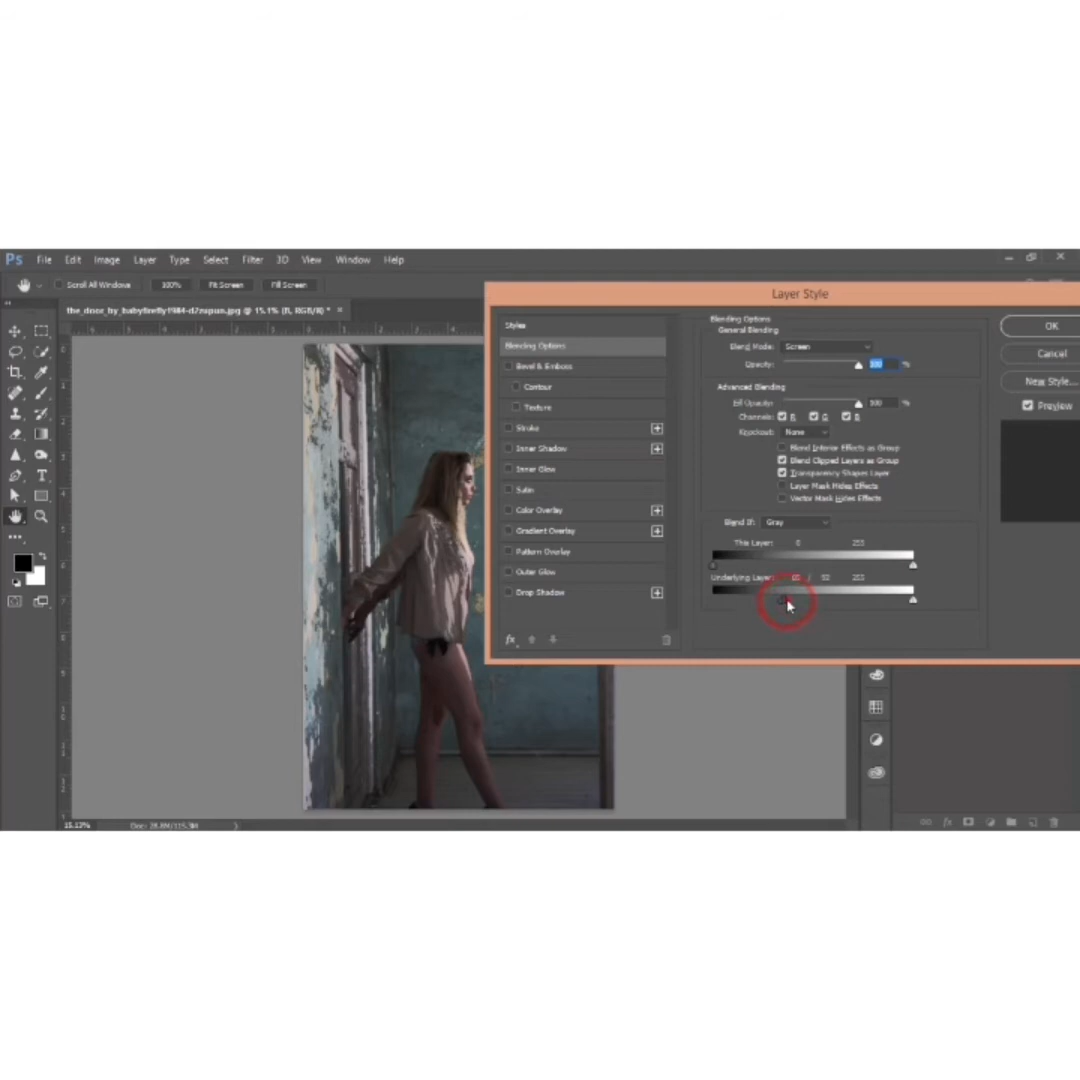 Ps File Edit Image Layer Type Select Filter 3D View Window Help
Scroll All Windows 100% Fit Screen Fill Screen
Layer Style
Styles
Blending Options
Bevel & Emboss
Contour
Texture
Stroke
Inner Shadow
Inner Glow
Satin
Color Overlay
Gradient Overlay
Pattern Overlay
Outer Glow
Drop Shadow
fx
Blending Options
General Blending
Blend Mode: Screen
Opacity: 100 %
Advanced Blending
Fill Opacity: 100 %
Channels: R G B
Knockout: None
Blend Interior Effects as Group
Blend Clipped Layers as Group
Transparency Shapes Layer
Layer Mask Hides Effects
Vector Mask Hides Effects
Blend If: Gray
This Layer: 0 255
Underlying Layer: / 255
OK
Cancel
New Style...
Preview
15.17%